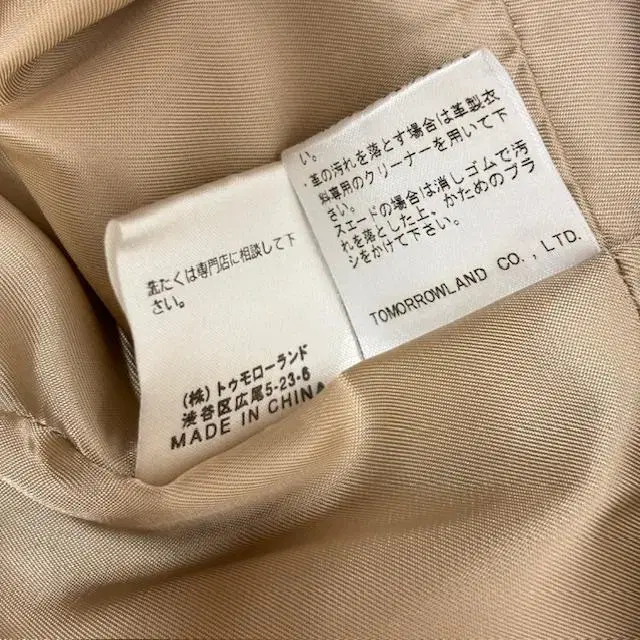 い。
・革の汚れを落とす場合は革製衣
料専用のクリーナーを用いて下
さい。
スエードの場合は消しゴムで汚
れを落とした上、かためのブラ
シをかけて下さい。
TOMORROWLAND CO.,LTD.
洗たくは専門店に相談して下
さい。
(株)トゥモローランド
渋谷区広尾5-23-6
MADE IN CHINA